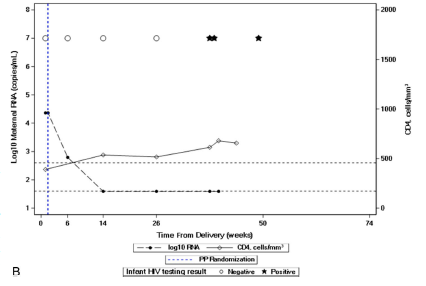 8
7
6
5
4
3
2
1
Log10 Maternal RNA (copies/mL)
2000
1500
1000
500
0
CD4, cells/mm³
0 6 14 26 50 74
Time From Delivery (weeks)
log10 RNA CD4, cells/mm³
PP Randomization
Infant HIV testing result Negative Positive
B